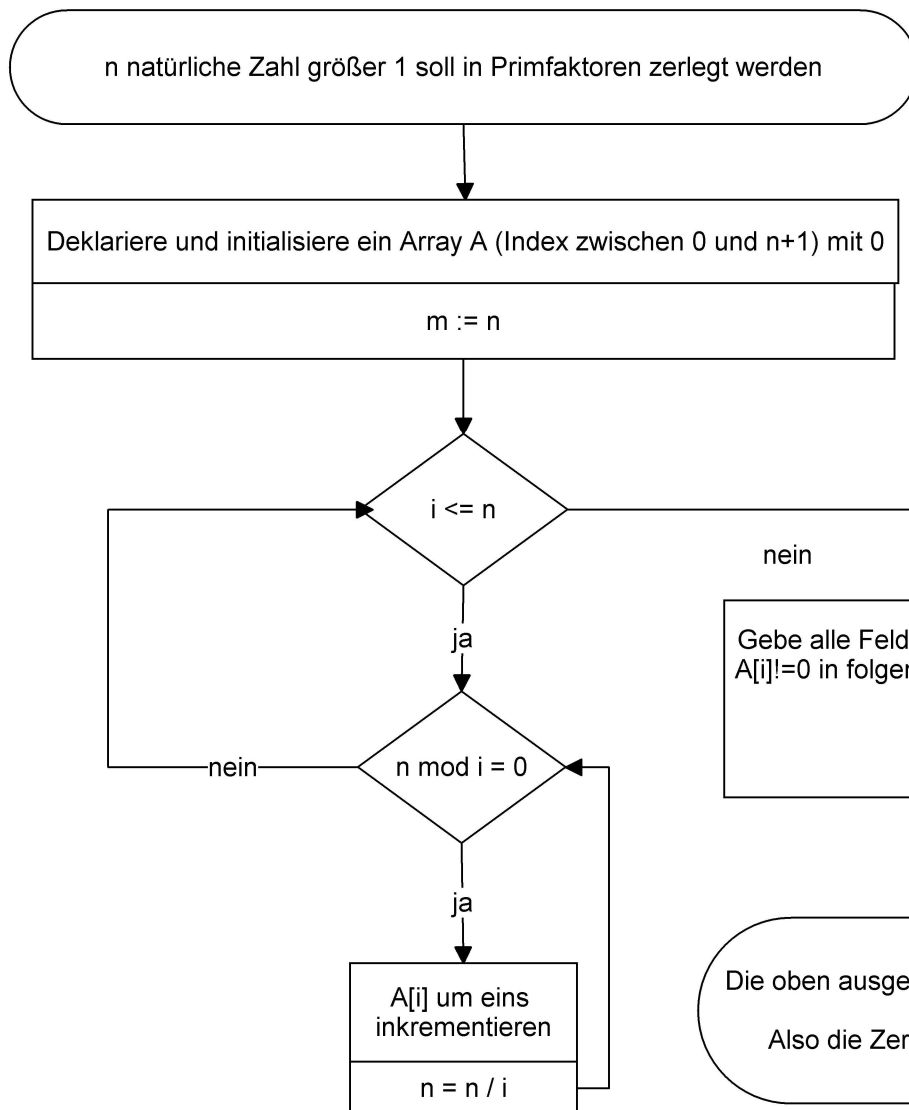 n natürliche Zahl größer 1 soll in Primfaktoren zerlegt werden
Deklariere und initialisiere ein Array A (Index zwischen 0 und n+1) mit 0
m := n
i <= n
nein
ja
Gebe alle Feld
A[i]!=0 in folger
n mod i = 0
nein
ja
A[i] um eins
inkrementieren
n = n / i
Die oben ausge
Also die Zer